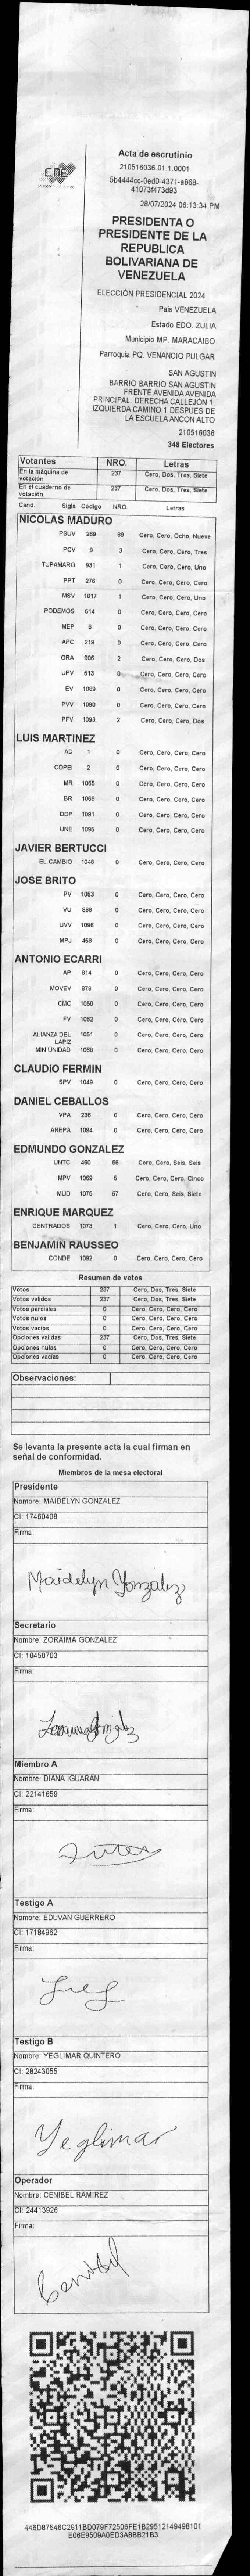 CNE
Acta de escrutinio
210516036.01.1.0001
5b4444cc-0ed0-4371-a868-
41073f473d93
28/07/2024 06:13:34 PM
PRESIDENTA O
PRESIDENTE DE LA
REPUBLICA
BOLIVARIANA DE
VENEZUELA
ELECCIÓN PRESIDENCIAL 2024
Pais VENEZUELA
Estado EDO. ZULIA
Municipio MP. MARACAIBO
Parroquia PQ. VENANCIO PULGAR
SAN AGUSTIN
BARRIO BARRIO SAN AGUSTIN
FRENTE AVENIDA AVENIDA
PRINCIPAL. DERECHA CALLEJÓN 1.
IZQUIERDA CAMINO 1 DESPUES DE
LA ESCUELA ANCON ALTO
210516036
348 Electores
Votantes NRO. Letras
En la máquina de votación 237 Cero, Dos, Tres, Siete
En el cuaderno de votación 237 Cero, Dos, Tres, Siete
Cand. Sigla Código NRO. Letras
NICOLAS MADURO
PSUV 269 89 Cero, Cero, Ocho, Nueve
PCV 9 3 Cero, Cero, Cero, Tres
TUPAMARO 931 1 Cero, Cero, Cero, Uno
PPT 276 0 Cero, Cero, Cero, Cero
MSV 1017 1 Cero, Cero, Cero, Uno
PODEMOS 514 0 Cero, Cero, Cero, Cero
MEP 6 0 Cero, Cero, Cero, Cero
APC 219 0 Cero, Cero, Cero, Cero
ORA 906 2 Cero, Cero, Cero, Dos
UPV 513 0 Cero, Cero, Cero, Cero
EV 1089 0 Cero, Cero, Cero, Cero
PVV 1090 0 Cero, Cero, Cero, Cero
PFV 1093 2 Cero, Cero, Cero, Dos
LUIS MARTINEZ
AD 1 0 Cero, Cero, Cero, Cero
COPEI 2 0 Cero, Cero, Cero, Cero
MR 1065 0 Cero, Cero, Cero, Cero
BR 1066 0 Cero, Cero, Cero, Cero
DDP 1091 0 Cero, Cero, Cero, Cero
UNE 1095 0 Cero, Cero, Cero, Cero
JAVIER BERTUCCI
EL CAMBIO 1048 0 Cero, Cero, Cero, Cero
JOSE BRITO
PV 1063 0 Cero, Cero, Cero, Cero
VU 868 0 Cero, Cero, Cero, Cero
UVV 1096 0 Cero, Cero, Cero, Cero
MPJ 458 0 Cero, Cero, Cero, Cero
ANTONIO ECARRI
AP 814 0 Cero, Cero, Cero, Cero
MOVEV 978 0 Cero, Cero, Cero, Cero
CMC 1050 0 Cero, Cero, Cero, Cero
FV 1062 0 Cero, Cero, Cero, Cero
ALIANZA DEL LAPIZ 1051 0 Cero, Cero, Cero, Cero
MIN UNIDAD 1068 0 Cero, Cero, Cero, Cero
CLAUDIO FERMIN
SPV 1049 0 Cero, Cero, Cero, Cero
DANIEL CEBALLOS
VPA 236 0 Cero, Cero, Cero, Cero
AREPA 1094 0 Cero, Cero, Cero, Cero
EDMUNDO GONZALEZ
UNTC 460 66 Cero, Cero, Seis, Seis
MPV 1069 5 Cero, Cero, Cero, Cinco
MUD 1075 67 Cero, Cero, Seis, Siete
ENRIQUE MARQUEZ
CENTRADOS 1073 1 Cero, Cero, Cero, Uno
BENJAMIN RAUSSEO
CONDE 1092 0 Cero, Cero, Cero, Cero
Resumen de votos
Votos 237 Cero, Dos, Tres, Siete
Votos validos 237 Cero, Dos, Tres, Siete
Votos parciales 0 Cero, Cero, Cero, Cero
Votos nulos 0 Cero, Cero, Cero, Cero
Votos vacios 0 Cero, Cero, Cero, Cero
Opciones validas 237 Cero, Dos, Tres, Siete
Opciones nulas 0 Cero, Cero, Cero, Cero
Opciones vacias 0 Cero, Cero, Cero, Cero
Observaciones:
Se levanta la presente acta la cual firman en
señal de conformidad.
Miembros de la mesa electoral
Presidente
Nombre: MAIDELYN GONZALEZ
CI: 17460408
Firma:
Maidelyn Gonzalez
Secretario
Nombre: ZORAIMA GONZALEZ
CI: 10450703
Firma:
Miembro A
Nombre: DIANA IGUARAN
CI: 22141659
Firma:
Testigo A
Nombre: EDUVAN GUERRERO
CI: 17184962
Firma:
Testigo B
Nombre: YEGLIMAR QUINTERO
CI: 28243055
Firma:
Yeglimar
Operador
Nombre: CENIBEL RAMIREZ
CI: 24413926
Firma:
Cenibel
446D87546C2911BD079F72506FE1B29512149498101
E06E9509A0ED3A8BB21B3